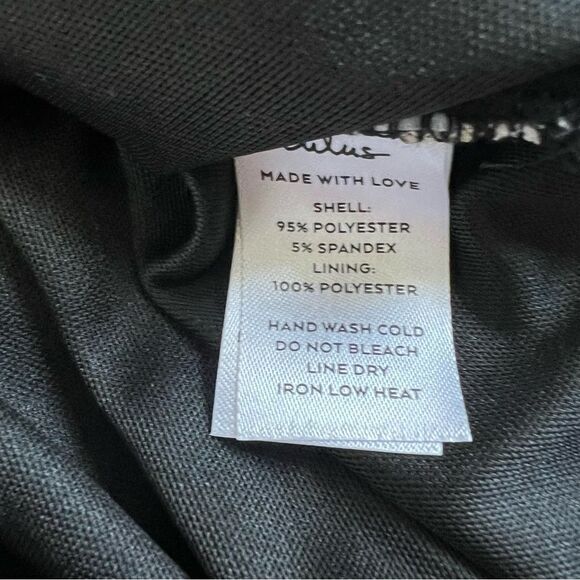 Lulus
MADE WITH LOVE
SHELL:
95% POLYESTER
5% SPANDEX
LINING:
100% POLYESTER
HAND WASH COLD
DO NOT BLEACH
LINE DRY
IRON LOW HEAT